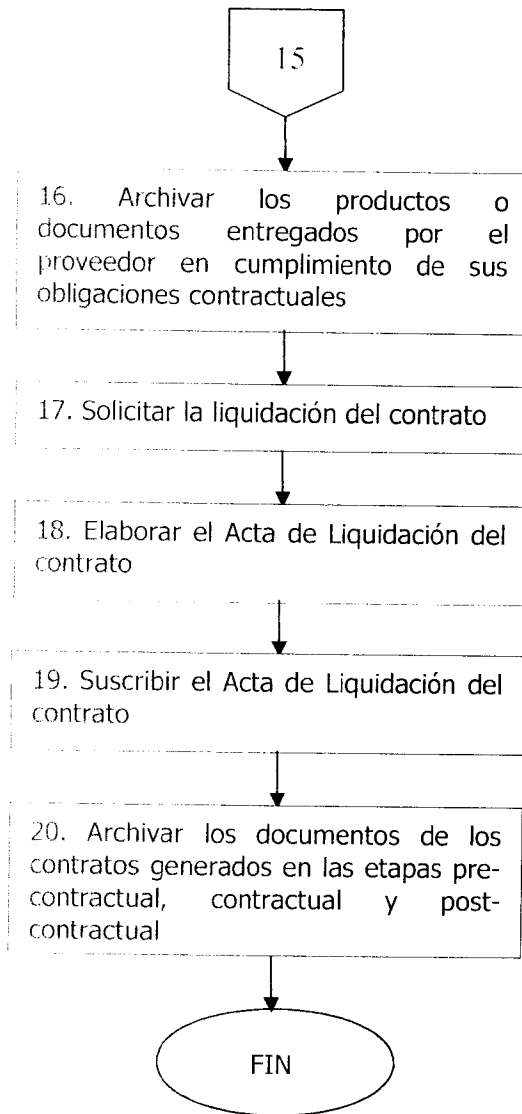 15
16. Archivar los productos o
documentos entregados por el
proveedor en cumplimiento de sus
obligaciones contractuales
17. Solicitar la liquidación del contrato
18. Elaborar el Acta de Liquidación del
contrato
19. Suscribir el Acta de Liquidación del
contrato
20. Archivar los documentos de los
contratos generados en las etapas pre-
contractual, contractual y post-
contractual
FIN